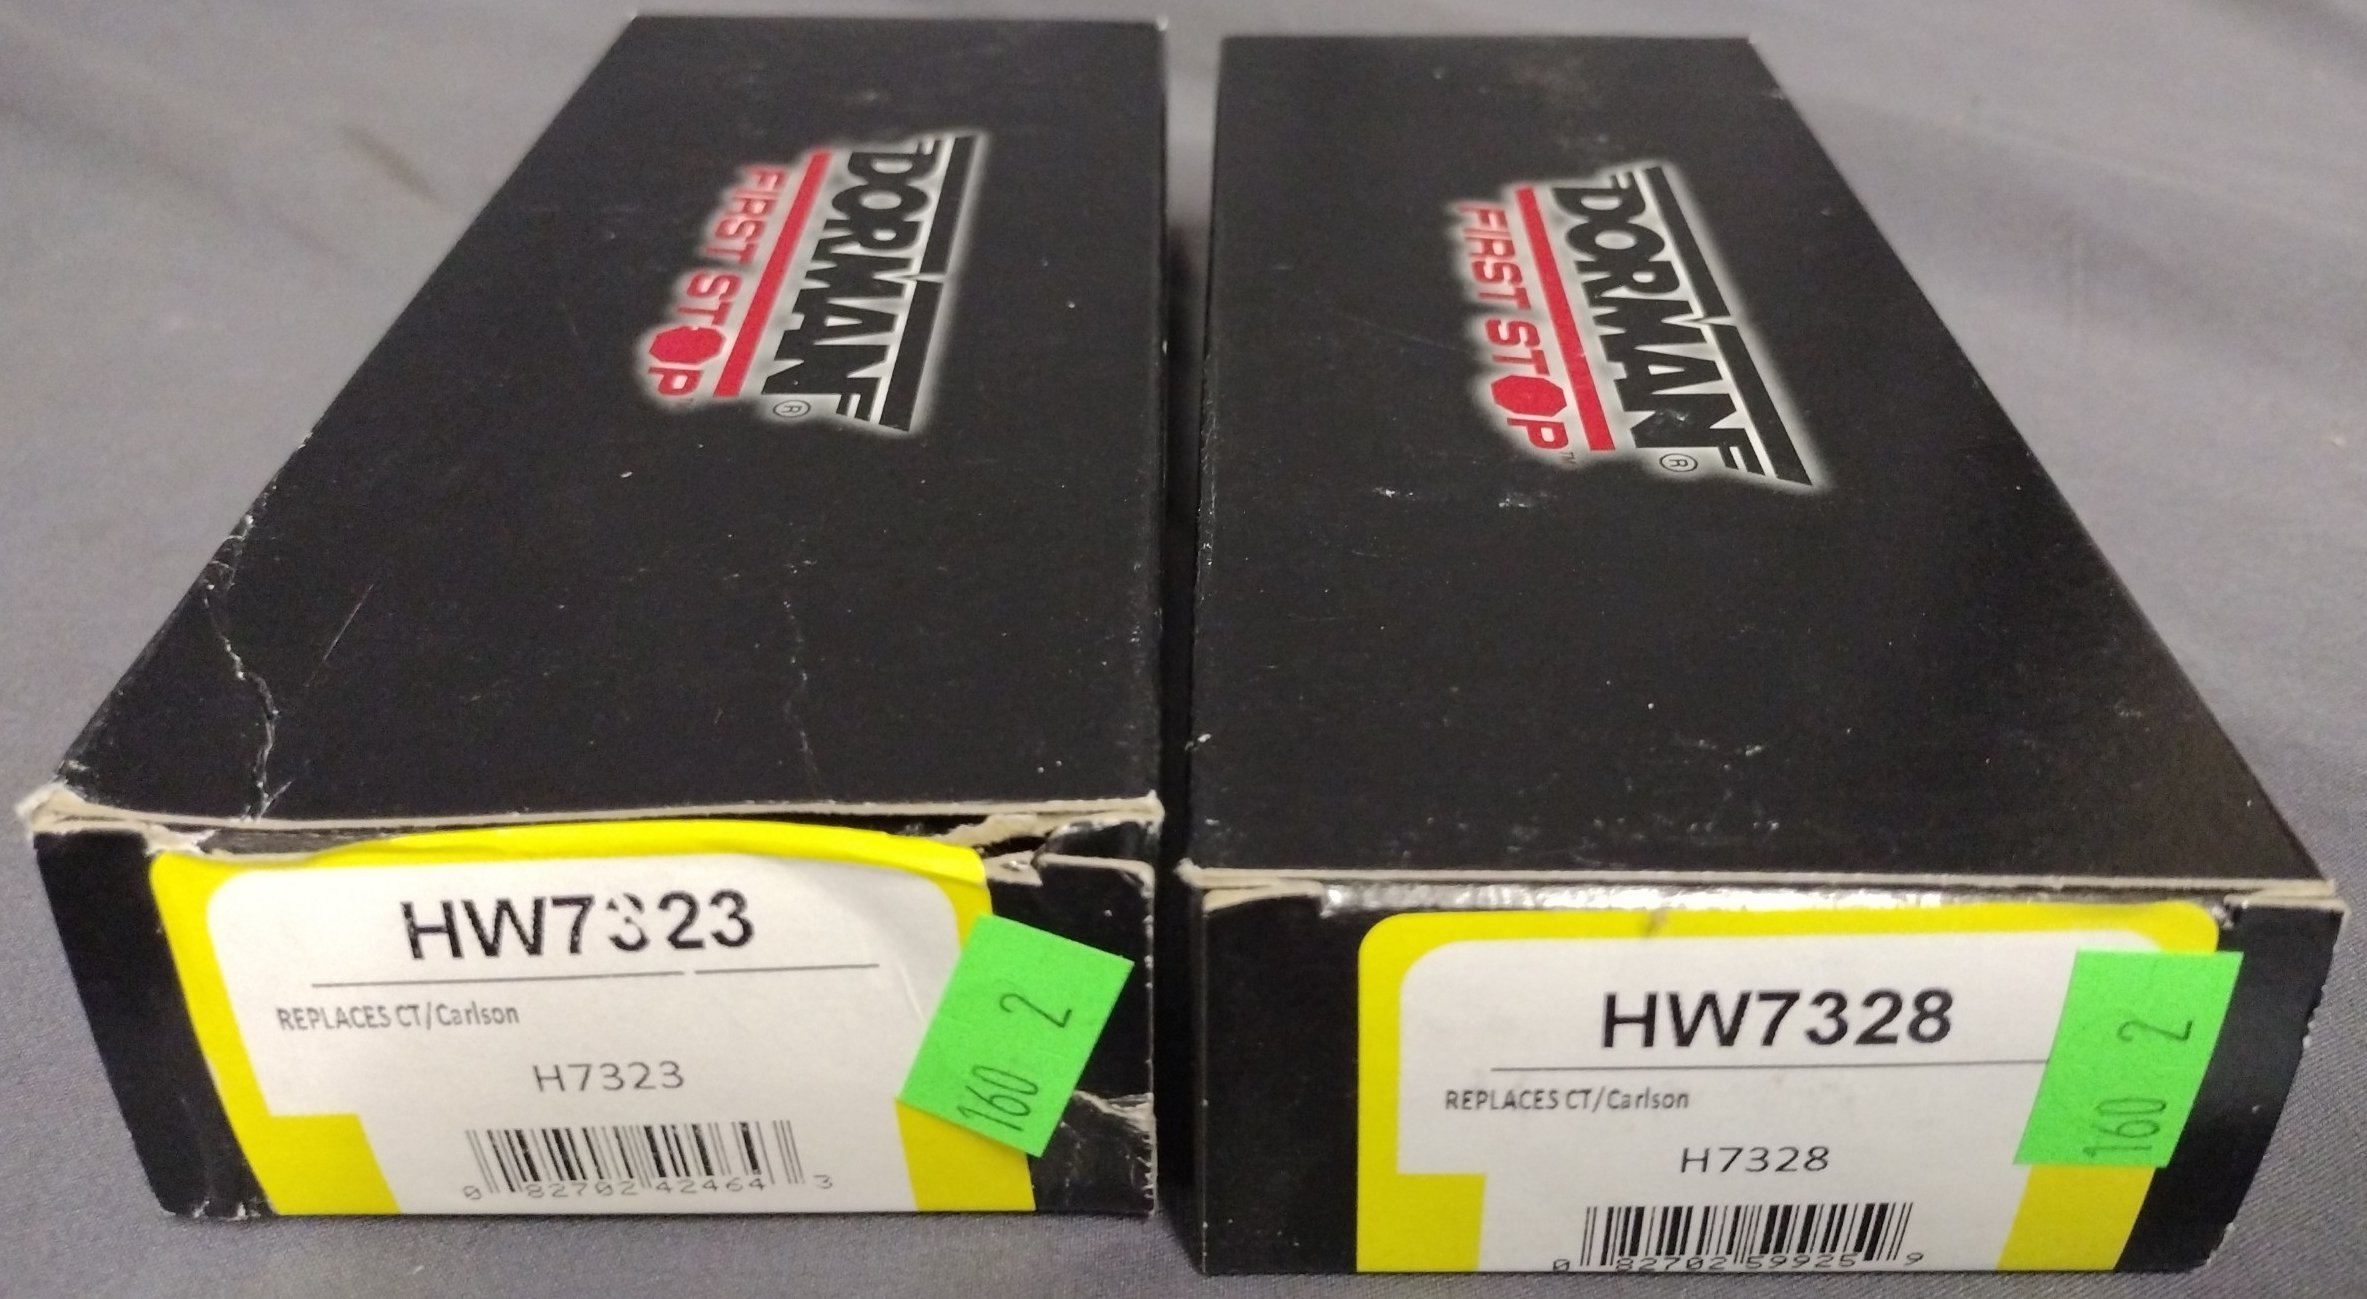 DORMAN®
FIRST STOP
HW7323
REPLACES CT/Carlson
H7323
0 82702 42464 3
160 2
DORMAN®
FIRST STOP™
HW7328
REPLACES CT/Carlson
H7328
0 82702 59925 9
160 2